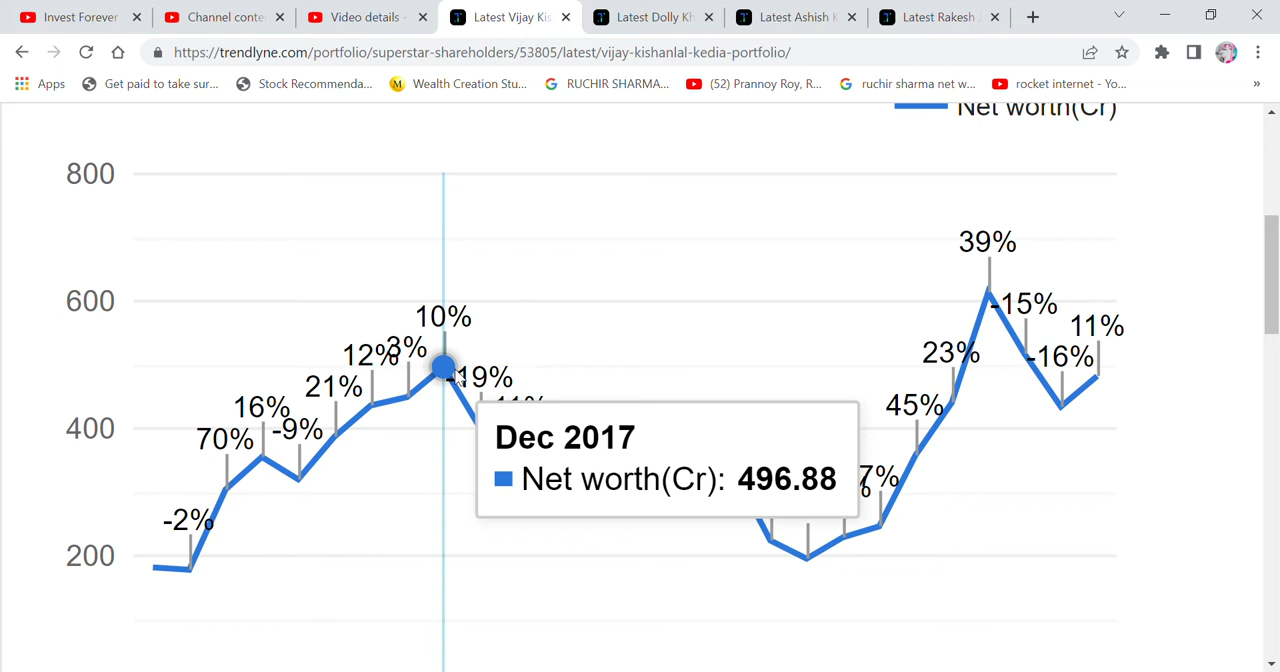 Invest Forever
Channel conte
Video details -
Latest Vijay Kis
Latest Dolly Kh
Latest Ashish K
Latest Rakesh J
https://trendlyne.com/portfolio/superstar-shareholders/53805/latest/vijay-kishanlal-kedia-portfolio/
Apps
Get paid to take sur...
Stock Recommenda...
M
Wealth Creation Stu...
RUCHIR SHARMA...
(52) Prannoy Roy, R...
ruchir sharma net w...
rocket internet - Yo...
»
Net worth(Cr)
800
600
400
200
-2%
70%
16%
-9%
21%
12%
3%
10%
-19%
7%
45%
23%
39%
-15%
-16%
11%
Dec 2017
Net worth(Cr): 496.88